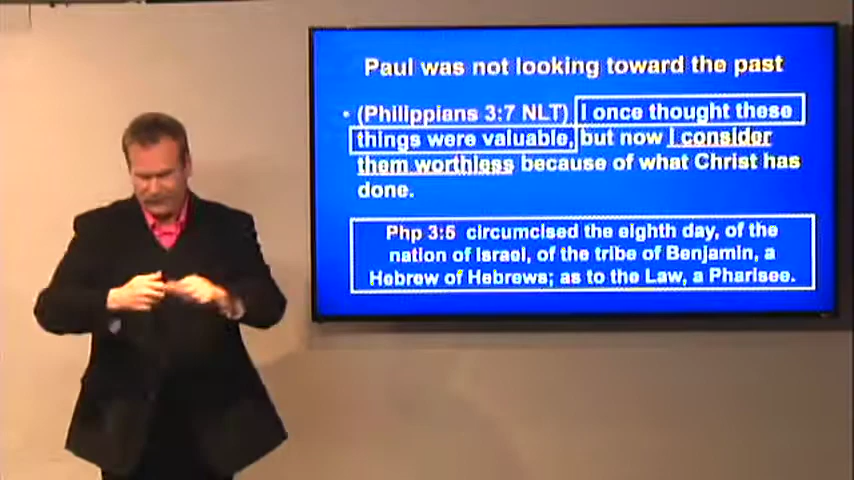 Paul was not looking toward the past
• (Philippians 3:7 NLT) I once thought these
things were valuable, but now I consider
them worthless because of what Christ has
done.
Php 3:5 circumcised the eighth day, of the
nation of Israel, of the tribe of Benjamin, a
Hebrew of Hebrews; as to the Law, a Pharisee.